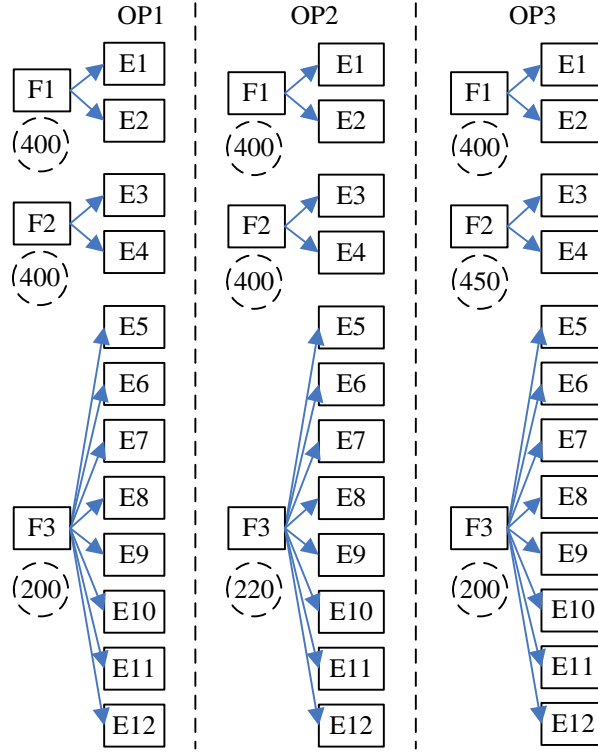 OP1 OP2 OP3
E1 E1 E1
F1 F1 F1
E2 E2 E2
400 400 400
E3 E3 E3
F2 F2 F2
E4 E4 E4
400 400 450
E5 E5 E5
E6 E6 E6
E7 E7 E7
E8 E8 E8
F3 F3 F3
E9 E9 E9
200 220 200
E10 E10 E10
E11 E11 E11
E12 E12 E12